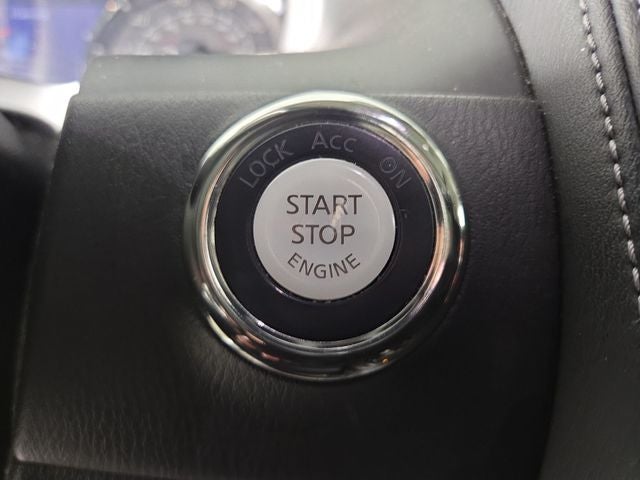 LOCK ACC ON
START
STOP
ENGINE